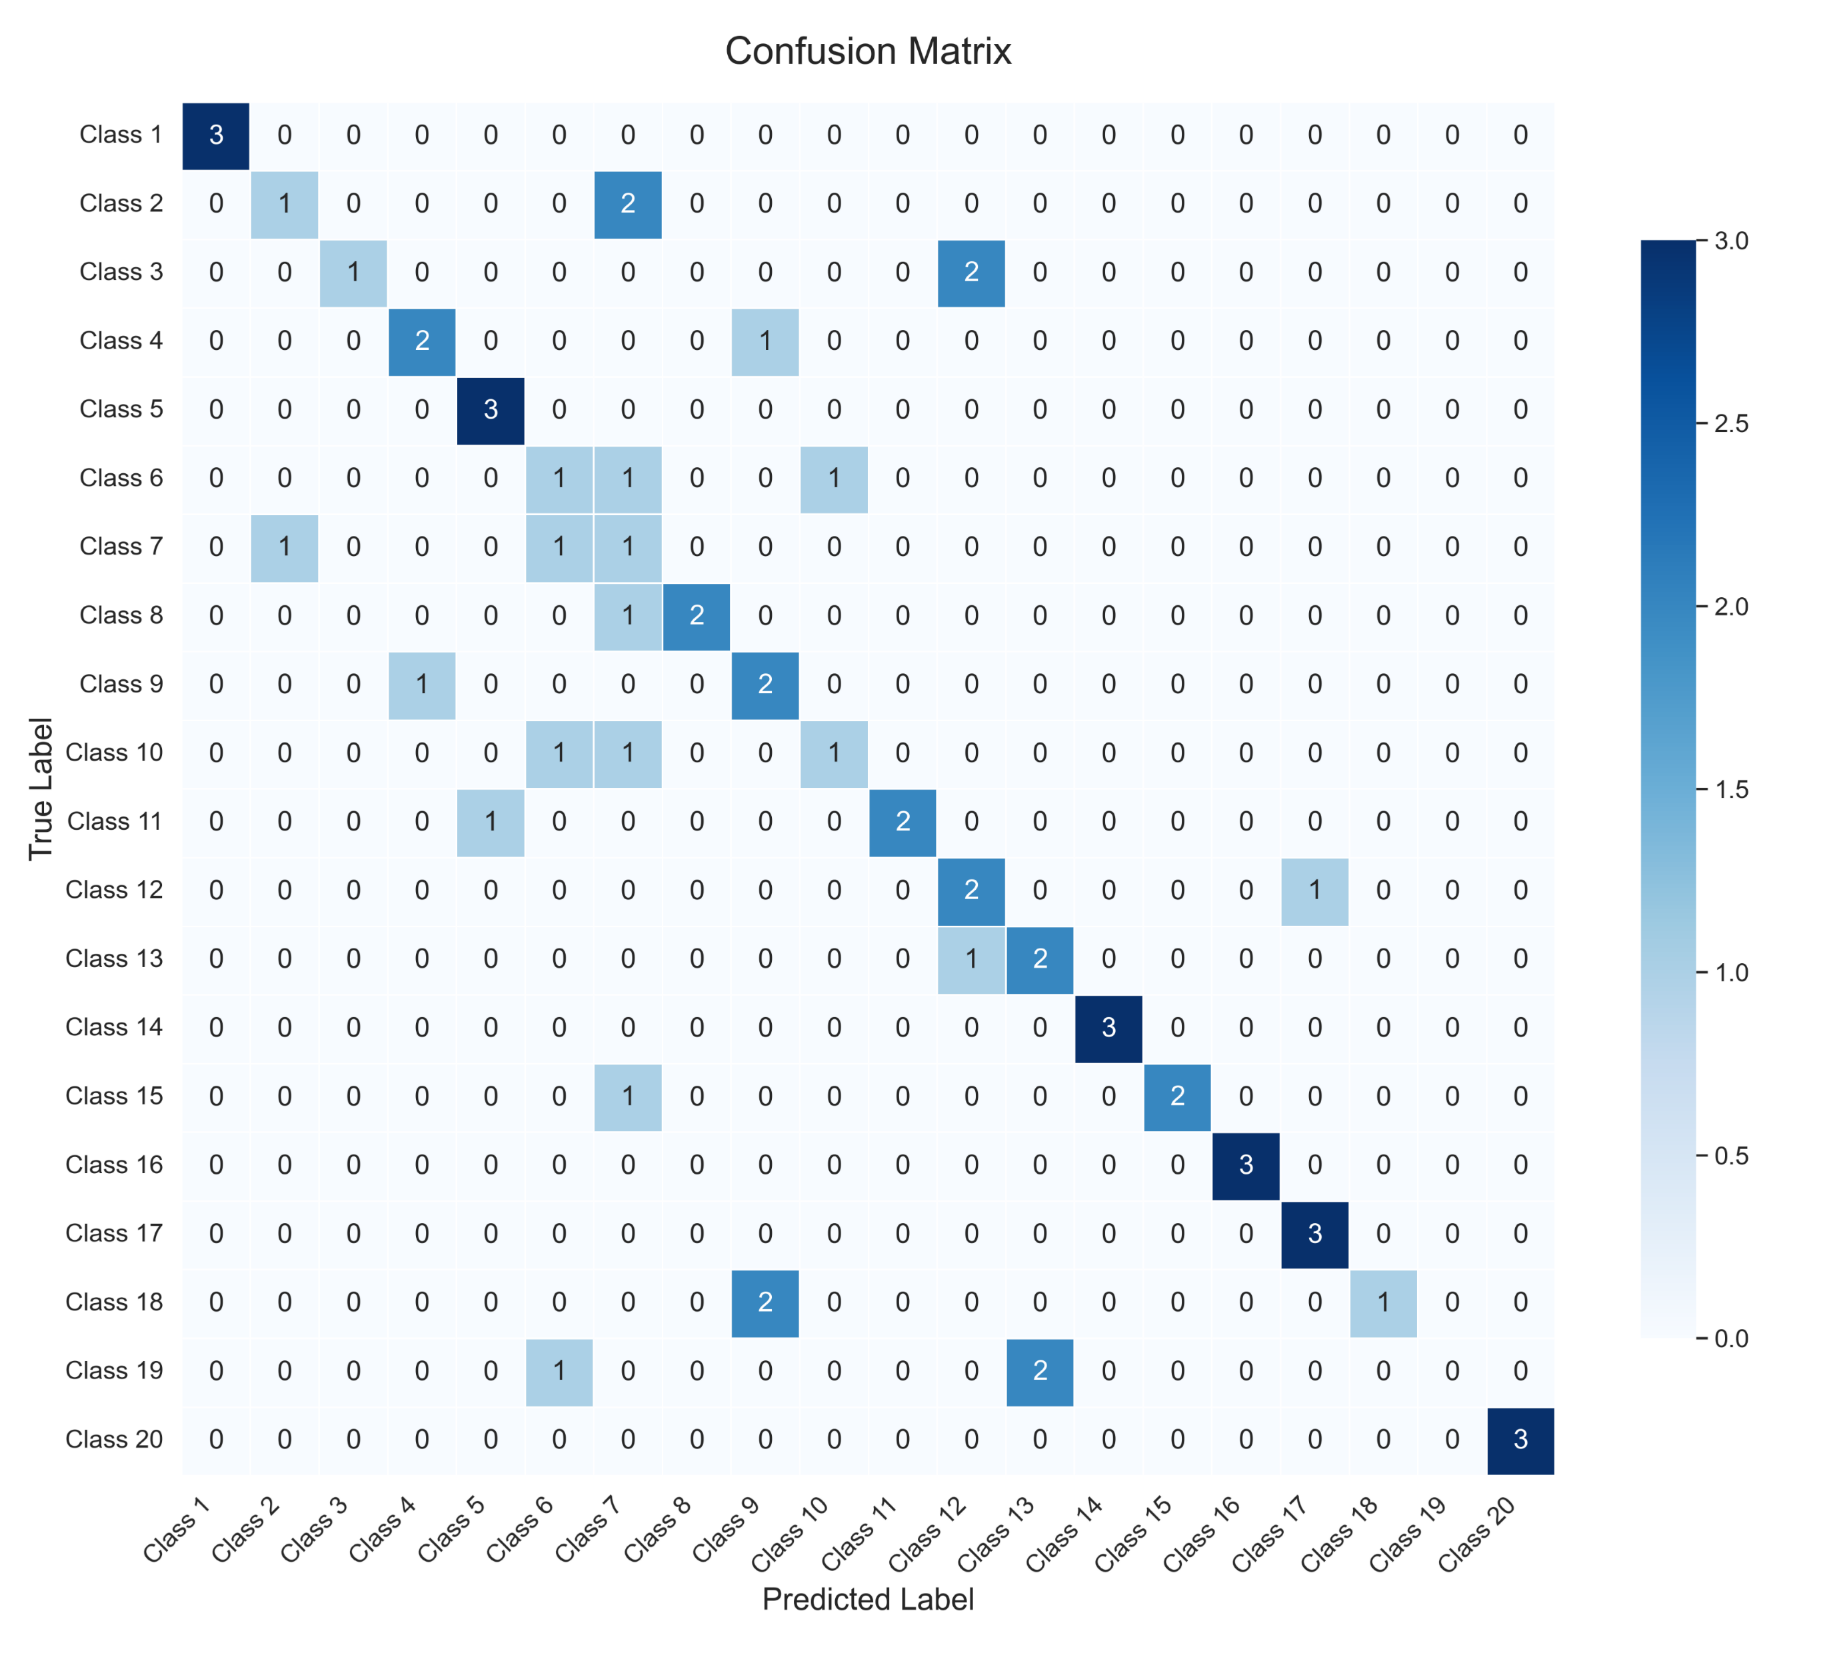 Confusion Matrix
Class 1 3 0 0 0 0 0 0 0 0 0 0 0 0 0 0 0 0 0 0 0
Class 2 0 1 0 0 0 0 2 0 0 0 0 0 0 0 0 0 0 0 0 0
Class 3 0 0 1 0 0 0 0 0 0 0 0 2 0 0 0 0 0 0 0 0
Class 4 0 0 0 2 0 0 0 0 1 0 0 0 0 0 0 0 0 0 0 0
Class 5 0 0 0 0 3 0 0 0 0 0 0 0 0 0 0 0 0 0 0 0
Class 6 0 0 0 0 0 1 1 0 0 1 0 0 0 0 0 0 0 0 0 0
Class 7 0 1 0 0 0 1 1 0 0 0 0 0 0 0 0 0 0 0 0 0
Class 8 0 0 0 0 0 0 1 2 0 0 0 0 0 0 0 0 0 0 0 0
Class 9 0 0 0 1 0 0 0 0 2 0 0 0 0 0 0 0 0 0 0 0
Class 10 0 0 0 0 0 1 1 0 0 1 0 0 0 0 0 0 0 0 0 0
Class 11 0 0 0 0 1 0 0 0 0 0 2 0 0 0 0 0 0 0 0 0
Class 12 0 0 0 0 0 0 0 0 0 0 0 2 0 0 0 0 1 0 0 0
Class 13 0 0 0 0 0 0 0 0 0 0 0 1 2 0 0 0 0 0 0 0
Class 14 0 0 0 0 0 0 0 0 0 0 0 0 0 3 0 0 0 0 0 0
Class 15 0 0 0 0 0 0 1 0 0 0 0 0 0 0 2 0 0 0 0 0
Class 16 0 0 0 0 0 0 0 0 0 0 0 0 0 0 0 3 0 0 0 0
Class 17 0 0 0 0 0 0 0 0 0 0 0 0 0 0 0 0 3 0 0 0
Class 18 0 0 0 0 0 0 0 0 2 0 0 0 0 0 0 0 0 1 0 0
Class 19 0 0 0 0 0 1 0 0 0 0 0 0 2 0 0 0 0 0 0 0
Class 20 0 0 0 0 0 0 0 0 0 0 0 0 0 0 0 0 0 0 0 3
True Label
Class 1 Class 2 Class 3 Class 4 Class 5 Class 6 Class 7 Class 8 Class 9 Class 10 Class 11 Class 12 Class 13 Class 14 Class 15 Class 16 Class 17 Class 18 Class 19 Class 20
Predicted Label
3.0
2.5
2.0
1.5
1.0
0.5
0.0